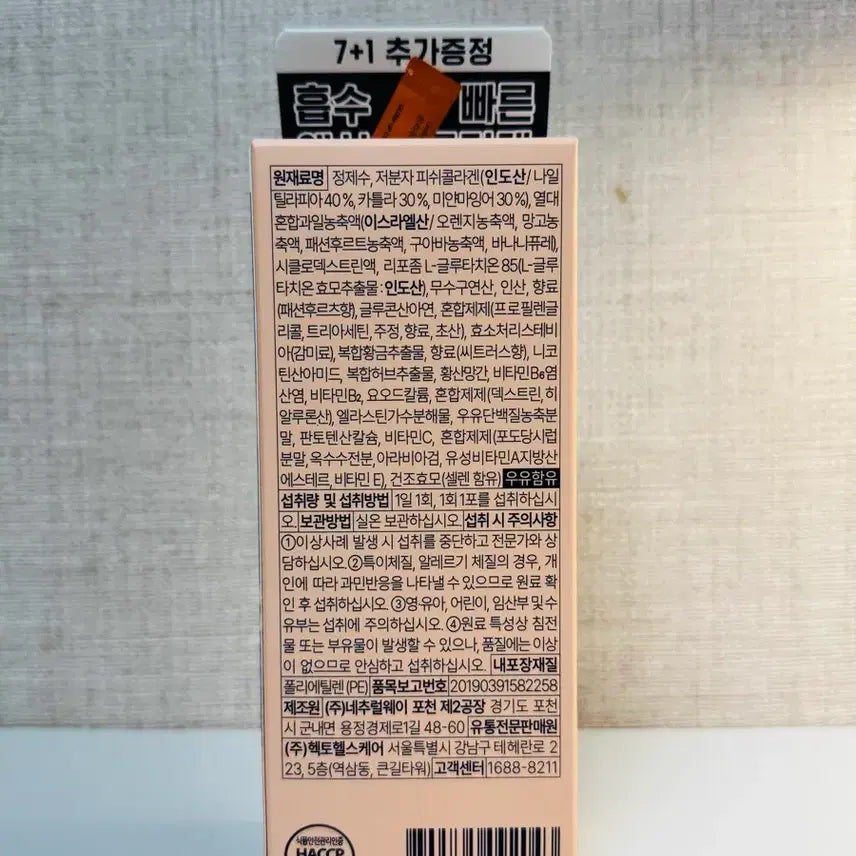 7+1 추가증정
흡수 빠른
원재료명 정제수, 저분자 피쉬콜라겐(인도산/ 나일
틸라피아 40 %, 카틀라 30 %, 미얀마잉어 30 %), 열대
혼합과일농축액(이스라엘산/ 오렌지농축액, 망고농
축액, 패션후르트농축액, 구아바농축액, 바나나퓨레),
시클로덱스트린액, 리포좀 L-글루타치온 85(L-글루
타치온 효모추출물 : 인도산), 무수구연산, 인산, 향료
(패션후르츠향), 글루콘산아연, 혼합제제(프로필렌글
리콜, 트리아세틴, 주정, 향료, 초산), 효소처리스테비
아(감미료), 복합황금추출물, 향료(씨트러스향), 니코
틴산아미드, 복합허브추출물, 황산망간, 비타민B₆염
산염, 비타민B₂, 요오드칼륨, 혼합제제(덱스트린, 히
알루론산), 엘라스틴가수분해물, 우유단백질농축분
말, 판토텐산칼슘, 비타민C, 혼합제제(포도당시럽
분말, 옥수수전분, 아라비아검, 유성비타민A지방산
에스테르, 비타민 E), 건조효모(셀렌 함유) 우유함유
섭취량 및 섭취방법 1일 1회, 1회 1포를 섭취하십시
오. 보관방법 실온 보관하십시오. 섭취 시 주의사항
①이상사례 발생 시 섭취를 중단하고 전문가와 상
담하십시오. ②특이체질, 알레르기 체질의 경우, 개
인에 따라 과민반응을 나타낼 수 있으므로 원료 확
인 후 섭취하십시오. ③영·유아, 어린이, 임산부 및 수
유부는 섭취에 주의하십시오. ④원료 특성상 침전
물 또는 부유물이 발생할 수 있으나, 품질에는 이상
이 없으므로 안심하고 섭취하십시오. 내포장재질
폴리에틸렌 (PE) 품목보고번호 20190391582258
제조원 (주)네추럴웨이 포천 제2공장 경기도 포천
시 군내면 용정경제로1길 48-60 유통전문판매원
(주)헥토헬스케어 서울특별시 강남구 테헤란로 2
23, 5층(역삼동, 큰길타워) 고객센터 1688-8211
식품안전관리인증
HACCP